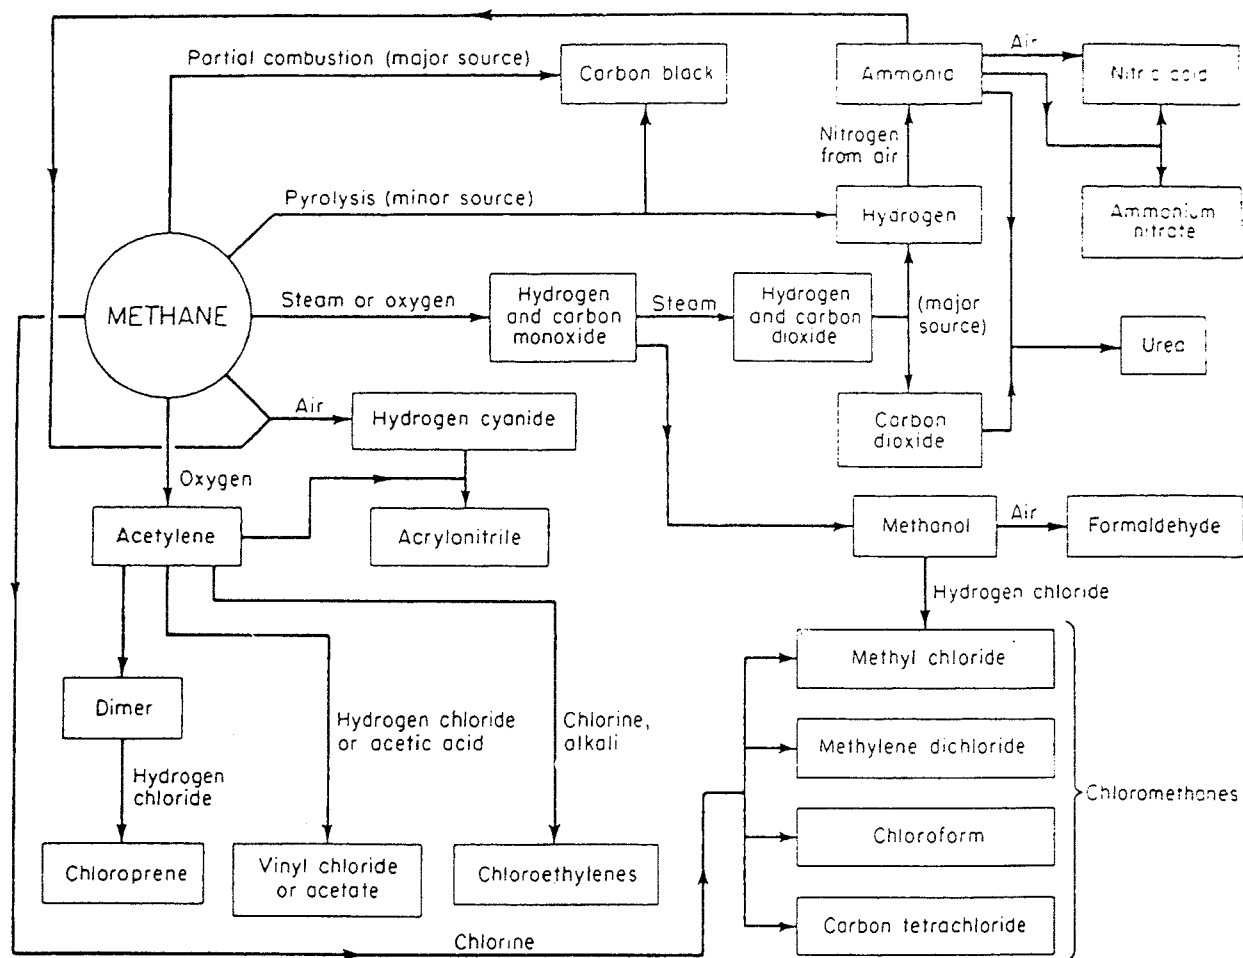 Partial combustion (major source)
Carbon black
Ammonia
Air
Nitric acid
Nitrogen
from air
Pyrolysis (minor source)
Hydrogen
Ammonium
nitrate
METHANE
Steam or oxygen
Hydrogen
and carbon
monoxide
Steam
Hydrogen
and carbon
dioxide
(major
source)
Urea
Air
Hydrogen cyanide
Carbon
dioxide
Oxygen
Acetylene
Acrylonitrile
Methanol
Air
Formaldehyde
Hydrogen chloride
Methyl chloride
Dimer
Hydrogen chloride
or acetic acid
Chlorine,
alkali
Methylene dichloride
Hydrogen
chloride
Chloromethanes
Chloroform
Chloroprene
Vinyl chloride
or acetate
Chloroethylenes
Carbon tetrachloride
Chlorine